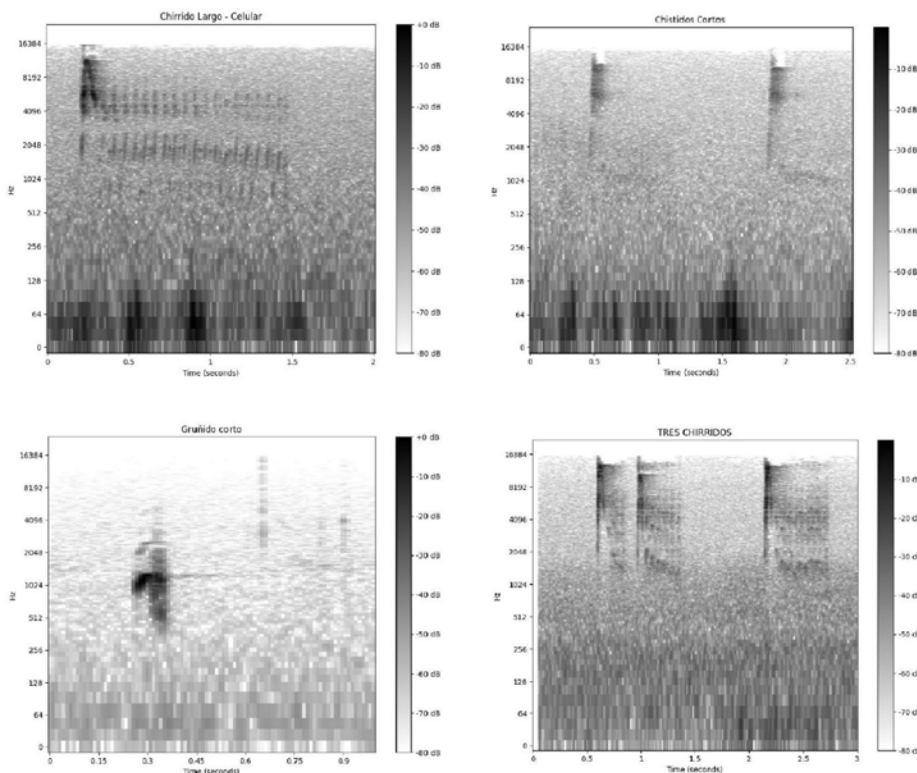 Chirrido Largo - Celular
Hz
16384
8192
4096
2048
1024
512
256
128
64
0
0
0.5
1
1.5
2
Time (seconds)
+0 dB
-10 dB
-20 dB
-30 dB
-40 dB
-50 dB
-60 dB
-70 dB
-80 dB
Chistidos Cortos
Hz
16384
8192
4096
2048
1024
512
256
128
64
0
0
0.5
1
1.5
2
2.5
Time (seconds)
-10 dB
-20 dB
-30 dB
-40 dB
-50 dB
-60 dB
-70 dB
-80 dB
Gruñido corto
Hz
16384
8192
4096
2048
1024
512
256
128
64
0
0
0.15
0.3
0.45
0.6
0.75
0.9
Time (seconds)
+0 dB
-10 dB
-20 dB
-30 dB
-40 dB
-50 dB
-60 dB
-70 dB
-80 dB
TRES CHIRRIDOS
Hz
16384
8192
4096
2048
1024
512
256
128
64
0
0
0.5
1
1.5
2
2.5
3
Time (seconds)
-10 d
-20 d
-30 d
-40 d
-50 d
-60 d
-70 d
-80 d